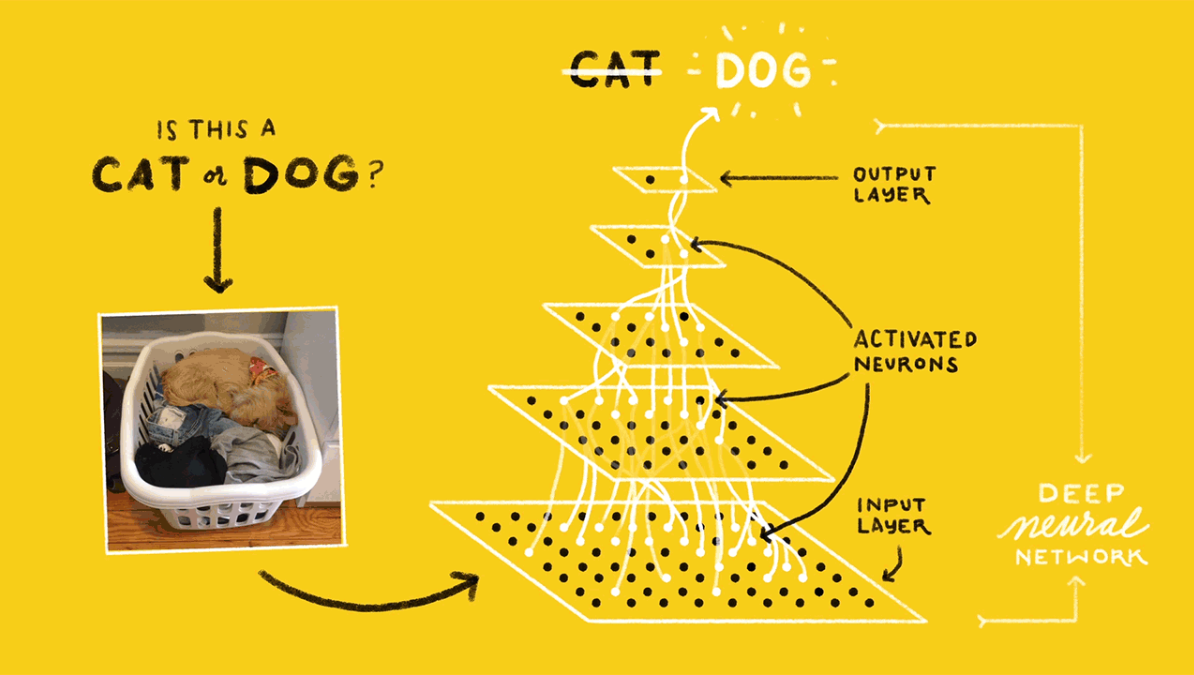 IS THIS A
CAT or DOG?
CAT DOG
OUTPUT
LAYER
ACTIVATED
NEURONS
INPUT
LAYER
DEEP
neural
NETWORK